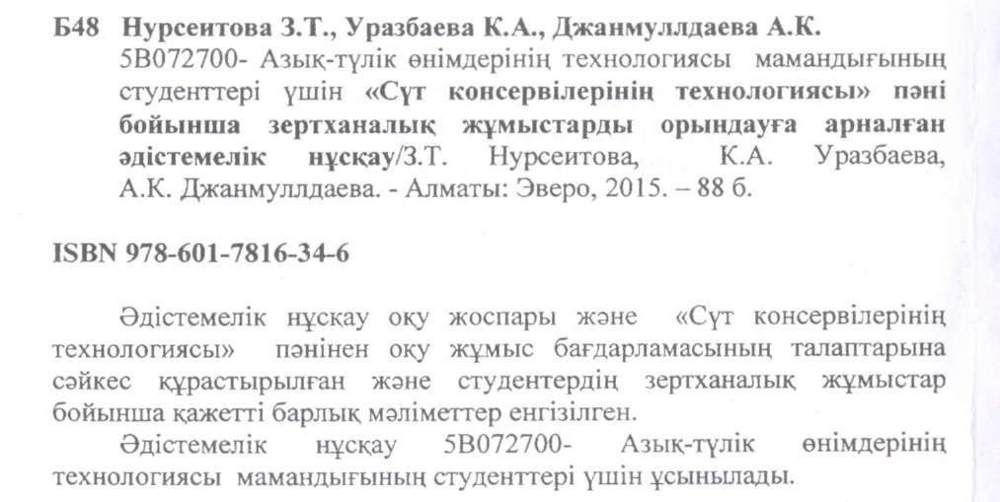 Б48 Нурсеитова З.Т., Уразбаева К.А., Джанмуллдаева А.К.
5В072700- Азық-түлік өнімдерінің технологиясы мамандығының
студенттері үшін «Сүт консервілерінің технологиясы» пәні
бойынша зертханалық жұмыстарды орындауға арналған
әдістемелік нұсқау/З.Т. Нурсеитова, К.А. Уразбаева,
А.К. Джанмуллдаева. - Алматы: Эверо, 2015. – 88 б.
ISBN 978-601-7816-34-6
Әдістемелік нұсқау оқу жоспары және «Сүт консервілерінің
технологиясы» пәнінен оқу жұмыс бағдарламасының талаптарына
сәйкес құрастырылған және студентердің зертханалық жұмыстар
бойынша қажетті барлық мәліметтер енгізілген.
Әдістемелік нұсқау 5В072700- Азық-түлік өнімдерінің
технологиясы мамандығының студенттері үшін ұсынылады.